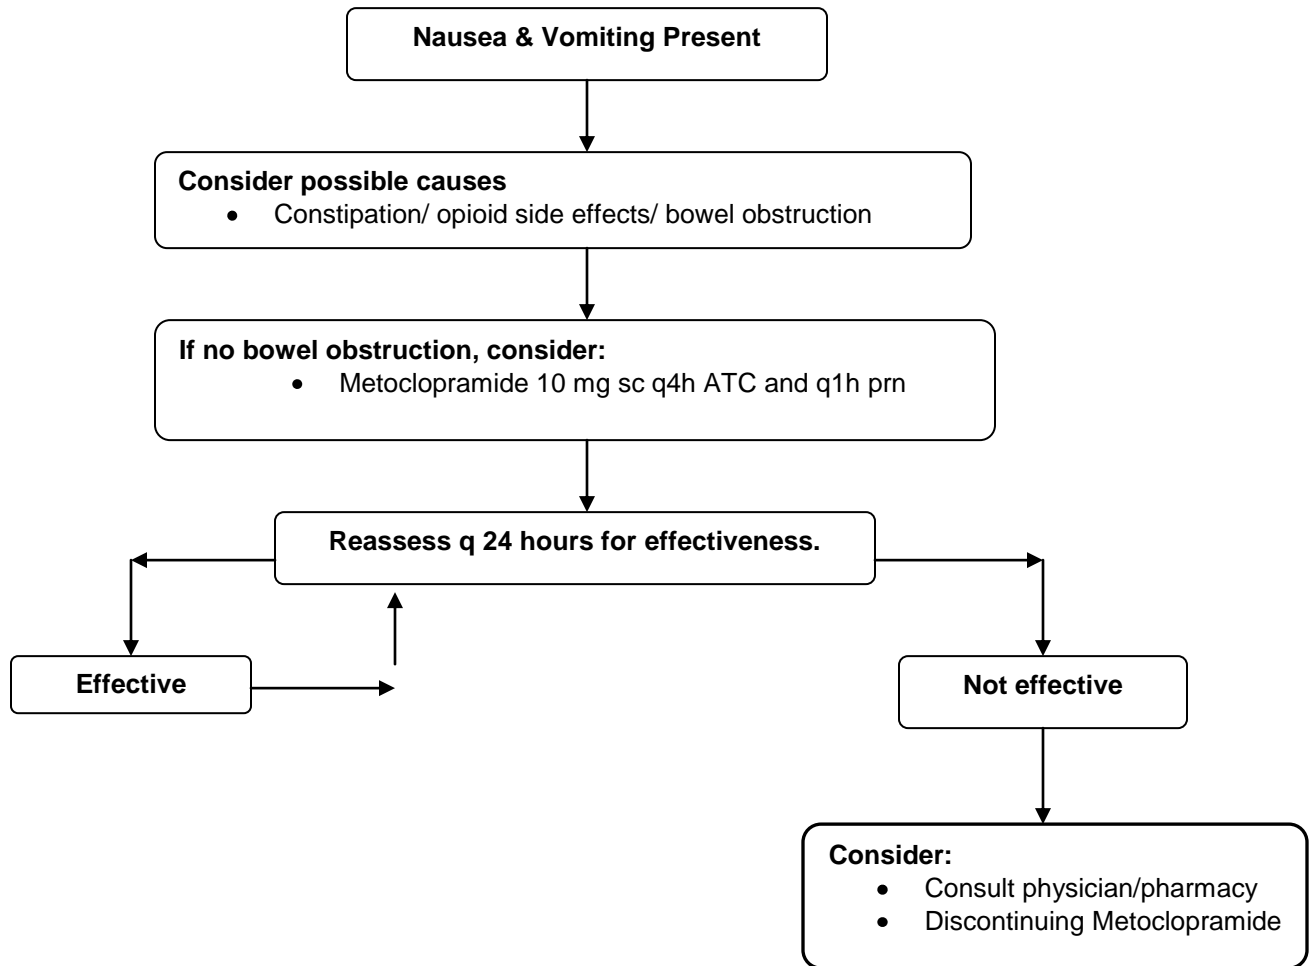 Nausea & Vomiting Present
Consider possible causes
• Constipation/ opioid side effects/ bowel obstruction
If no bowel obstruction, consider:
• Metoclopramide 10 mg sc q4h ATC and q1h prn
Reassess q 24 hours for effectiveness.
Effective
Not effective
Consider:
• Consult physician/pharmacy
• Discontinuing Metoclopramide